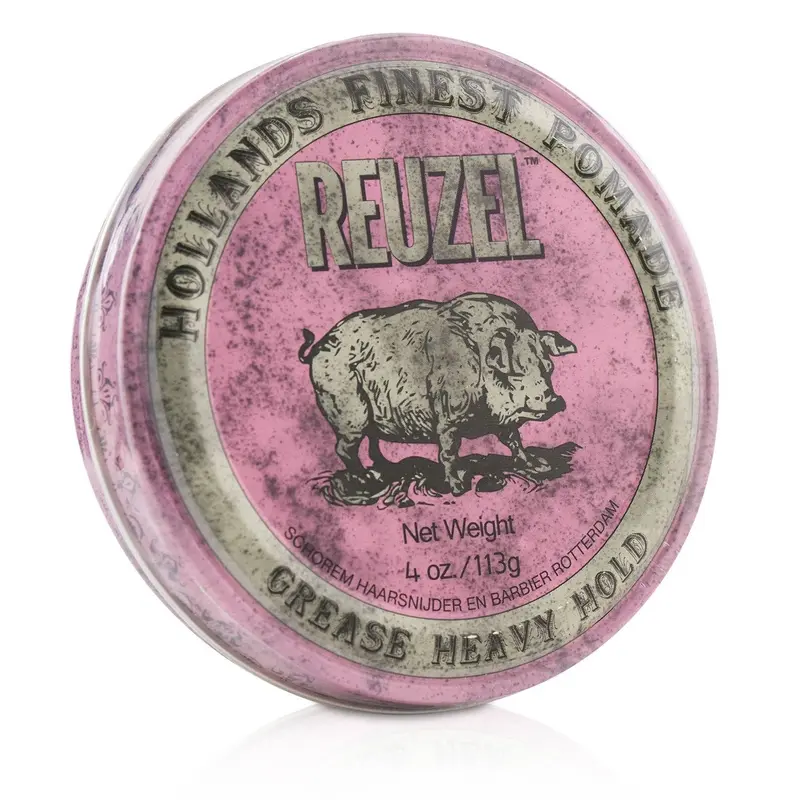 HOLLANDS FINEST POMADE
REUZEL™
Net Weight
4 oz./113g
SCHOREM HAARSNIJDER EN BARBIER ROTTERDAM
GREASE HEAVY HOLD